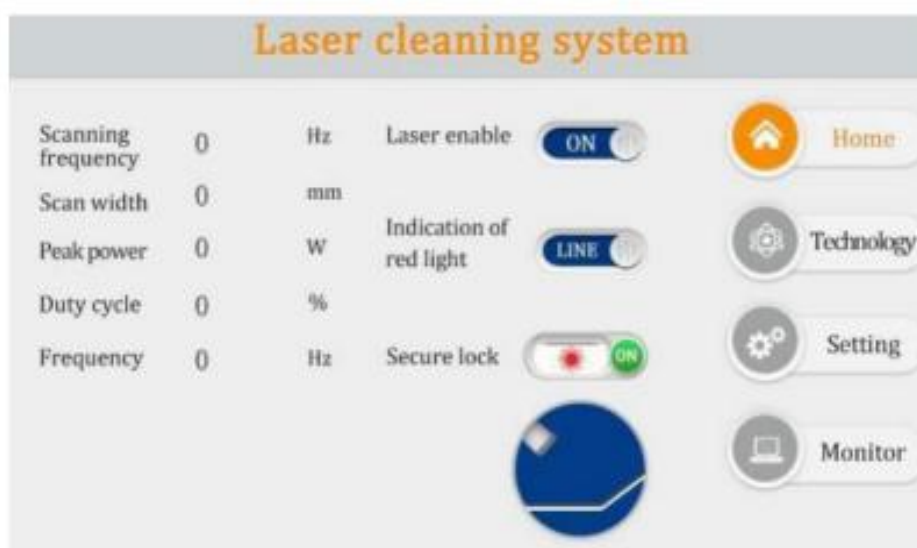 Laser cleaning system
Scanning
frequency
0
Hz
Laser enable
ON
Home
Scan width
0
mm
Peak power
0
W
Indication of
red light
LINE
Technology
Duty cycle
0
%
Frequency
0
Hz
Secure lock
ON
Setting
Monitor